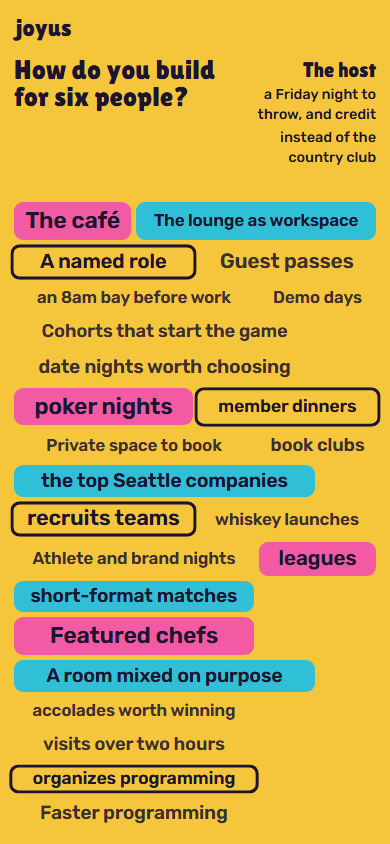 joyus
How do you build
for six people?
The host
a Friday night to
throw, and credit
instead of the
country club
The café
The lounge as workspace
A named role
Guest passes
an 8am bay before work
Demo days
Cohorts that start the game
date nights worth choosing
poker nights
member dinners
Private space to book
book clubs
the top Seattle companies
recruits teams
whiskey launches
Athlete and brand nights
leagues
short-format matches
Featured chefs
A room mixed on purpose
accolades worth winning
visits over two hours
organizes programming
Faster programming